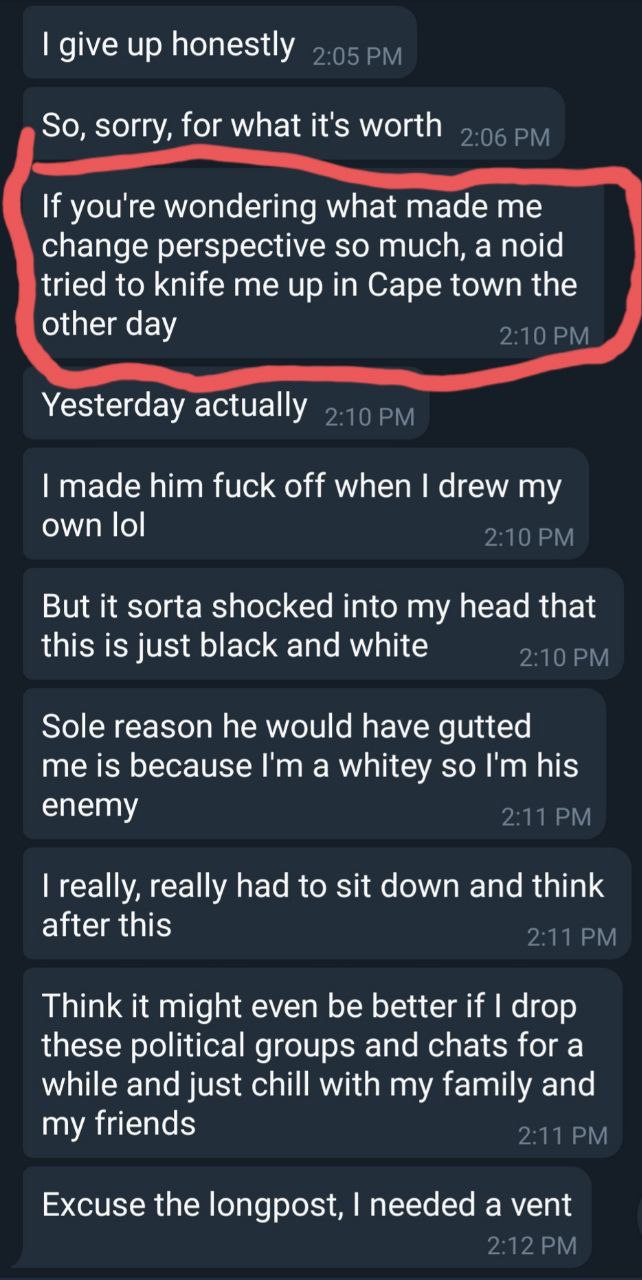 I give up honestly 2:05 PM
So, sorry, for what it's worth 2:06 PM
If you're wondering what made me
change perspective so much, a noid
tried to knife me up in Cape town the
other day 2:10 PM
Yesterday actually 2:10 PM
I made him fuck off when I drew my
own lol 2:10 PM
But it sorta shocked into my head that
this is just black and white 2:10 PM
Sole reason he would have gutted
me is because I'm a whitey so I'm his
enemy 2:11 PM
I really, really had to sit down and think
after this 2:11 PM
Think it might even be better if I drop
these political groups and chats for a
while and just chill with my family and
my friends 2:11 PM
Excuse the longpost, I needed a vent
2:12 PM